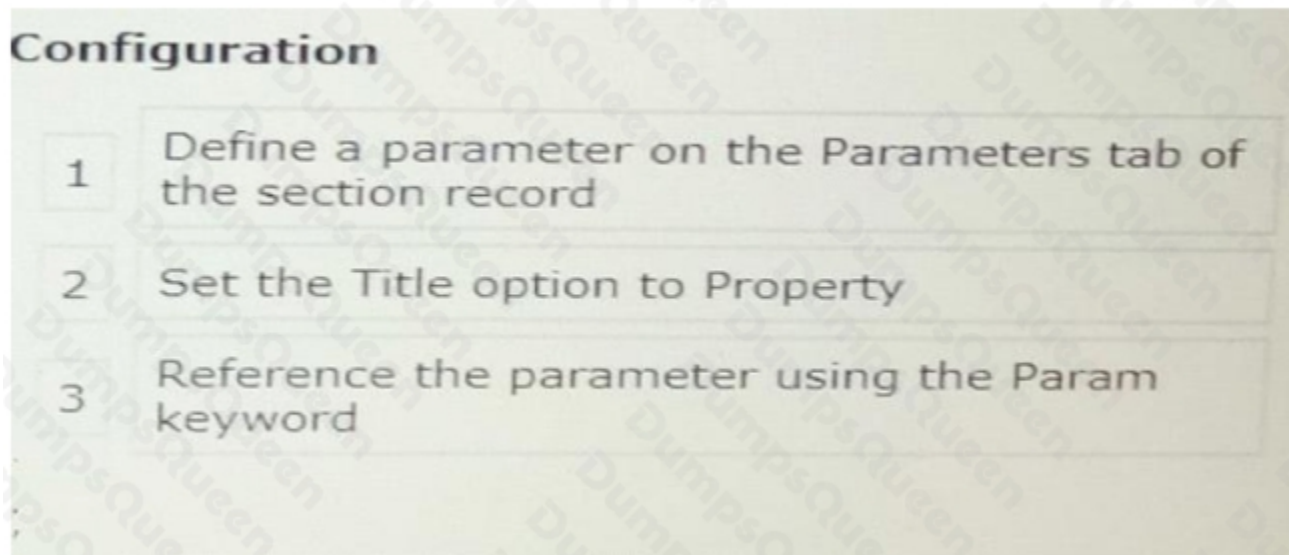 Configuration
1
Define a parameter on the Parameters tab of
the section record
2
Set the Title option to Property
3
Reference the parameter using the Param
keyword
;
DumpsQueen